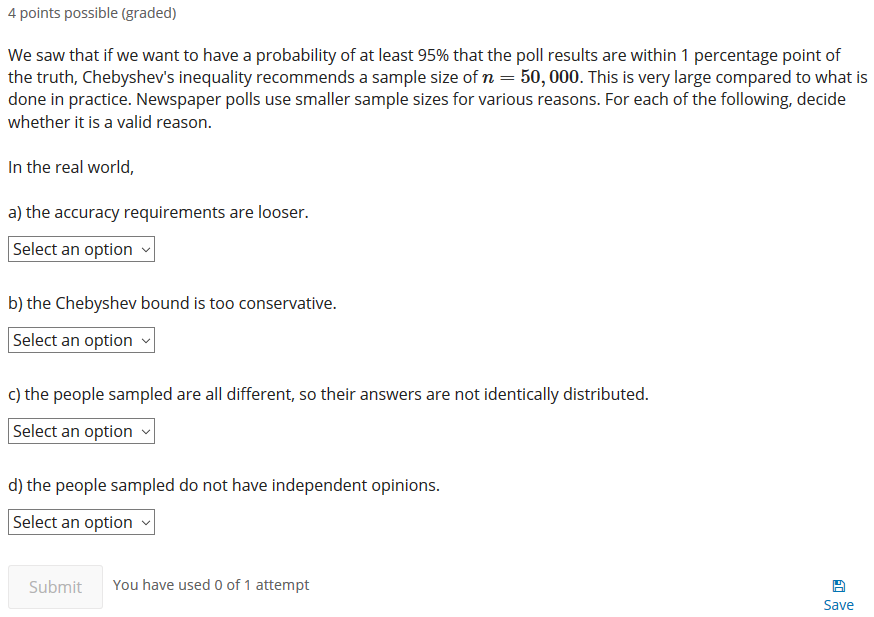 4 points possible (graded)
We saw that if we want to have a probability of at least 95% that the poll results are within 1 percentage point of
the truth, Chebyshev's inequality recommends a sample size of n = 50, 000. This is very large compared to what is
done in practice. Newspaper polls use smaller sample sizes for various reasons. For each of the following, decide
whether it is a valid reason.
In the real world,
a) the accuracy requirements are looser.
Select an option
b) the Chebyshev bound is too conservative.
Select an option
c) the people sampled are all different, so their answers are not identically distributed.
Select an option
d) the people sampled do not have independent opinions.
Select an option
Submit You have used 0 of 1 attempt
Save